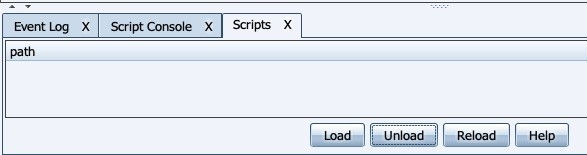 Event Log X Script Console X Scripts X
path
Load Unload Reload Help